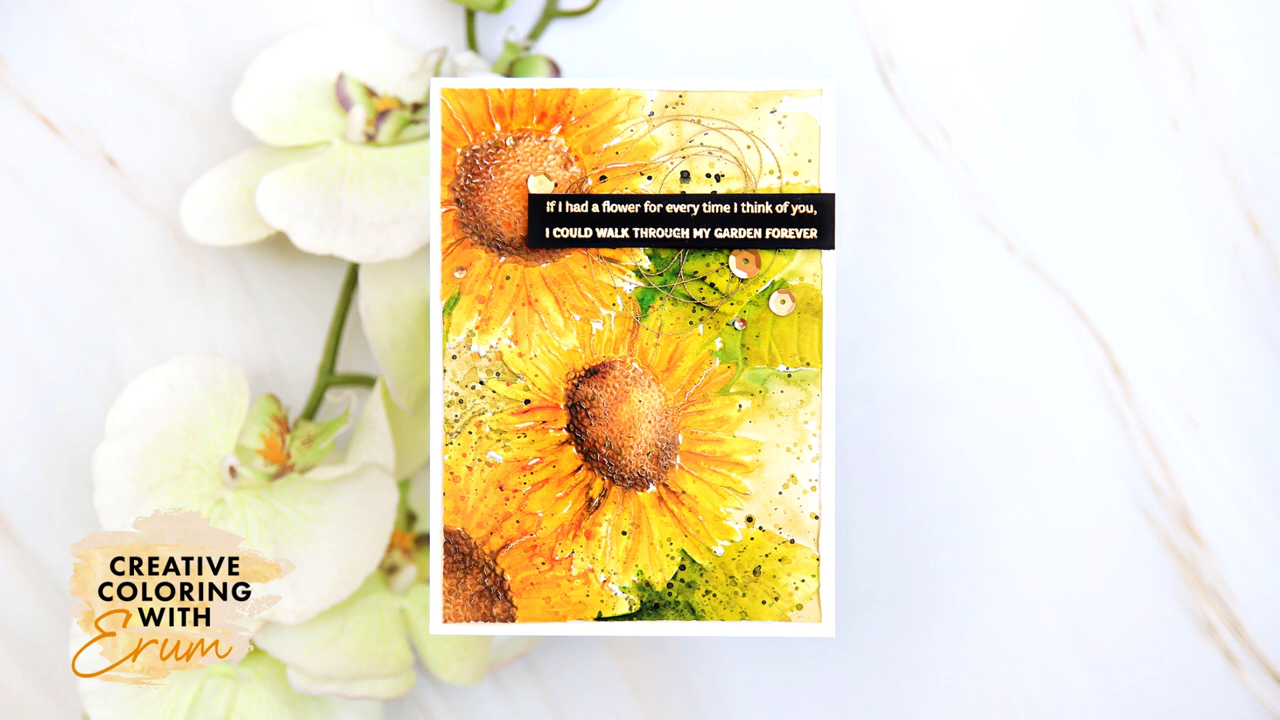 If I had a flower for every time I think of you,
I COULD WALK THROUGH MY GARDEN FOREVER
CREATIVE
COLORING
WITH
Erum